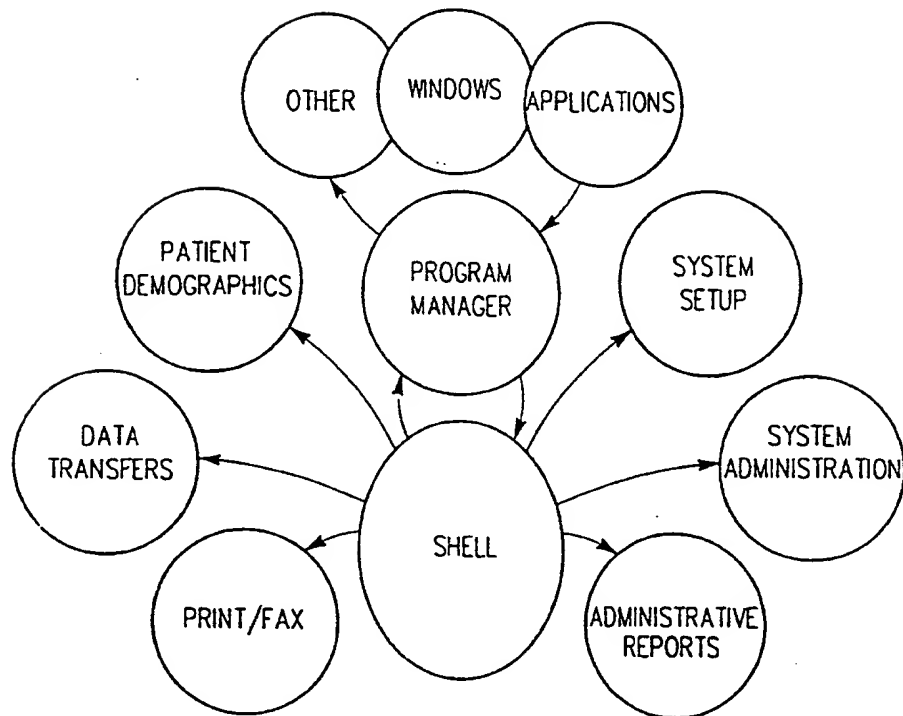 OTHER
WINDOWS
APPLICATIONS
PATIENT
DEMOGRAPHICS
PROGRAM
MANAGER
SYSTEM
SETUP
DATA
TRANSFERS
SHELL
SYSTEM
ADMINISTRATION
PRINT/FAX
ADMINISTRATIVE
REPORTS